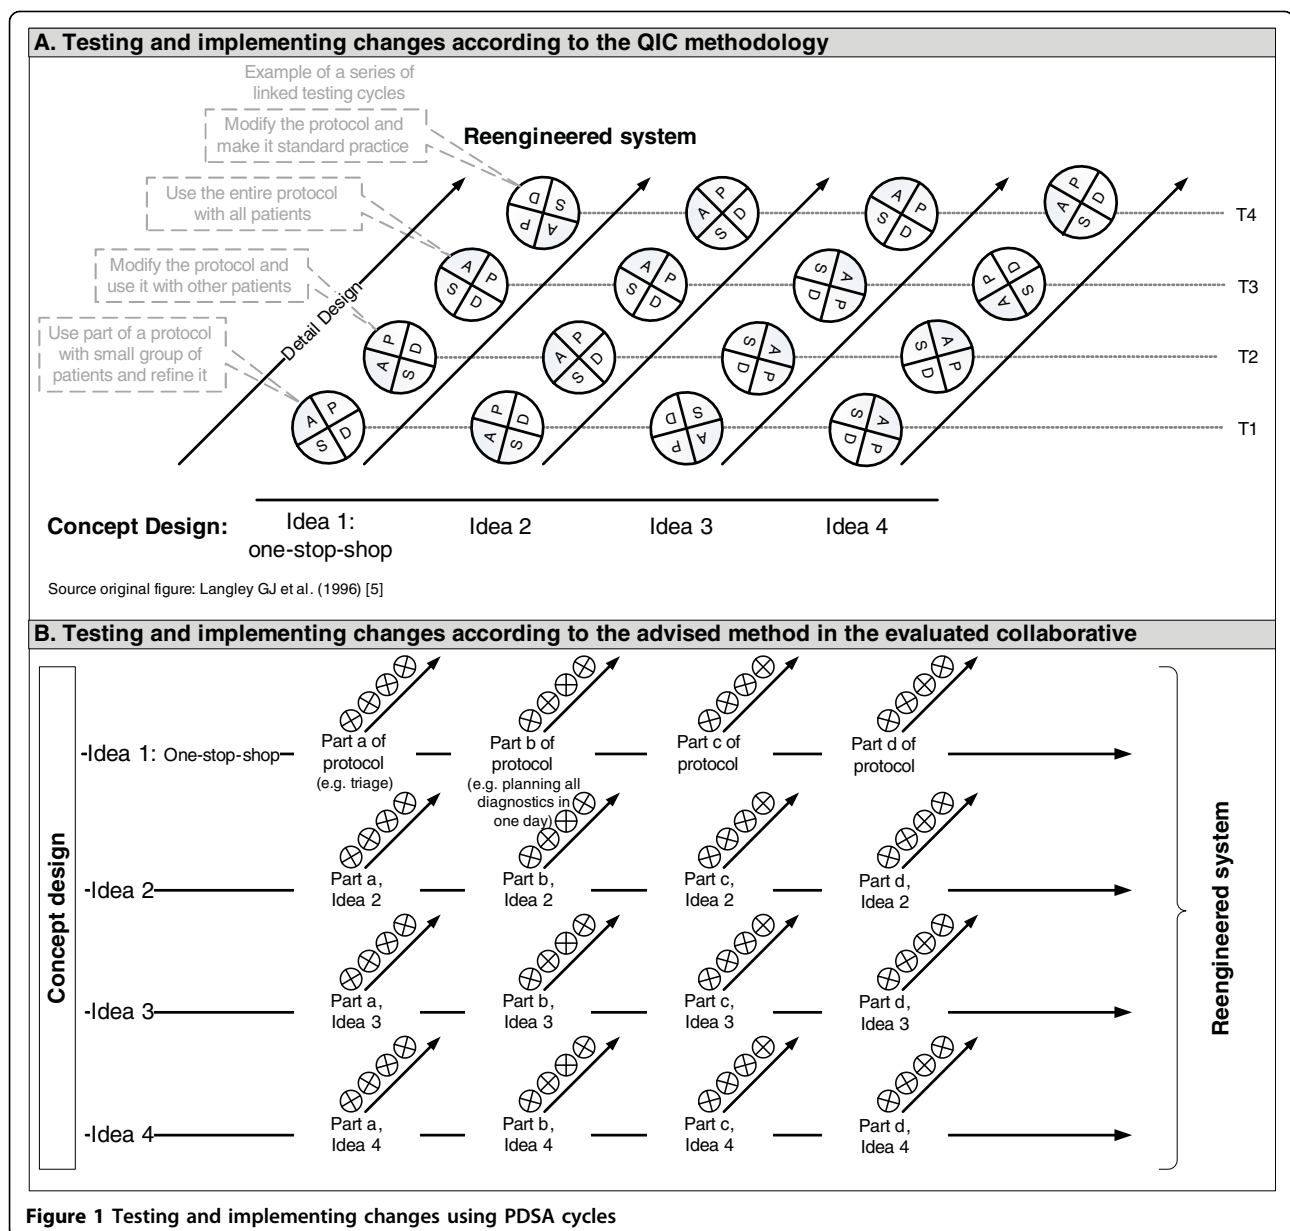 A. Testing and implementing changes according to the QIC methodology
Example of a series of
linked testing cycles
Modify the protocol and
make it standard practice
Reengineered system
Use the entire protocol
with all patients
Modify the protocol and
use it with other patients
Use part of a protocol
with small group of
patients and refine it
Detail Design
D S P A
P D A S
A P S D
P A D S
T4
A P S D
A P S D
S A D P
D P S A
T3
P D A S
P A D S
S A D P
A S P D
T2
A P S D
P D A S
D S P A
A S P D
T1
Concept Design:
Idea 1:
one-stop-shop
Idea 2
Idea 3
Idea 4
Source original figure: Langley GJ et al. (1996) [5]
B. Testing and implementing changes according to the advised method in the evaluated collaborative
Concept design
Reengineered system
-Idea 1: One-stop-shop
Part a of
protocol
(e.g. triage)
Part b of
protocol
(e.g. planning all
diagnostics in
one day)
Part c of
protocol
Part d of
protocol
-Idea 2
Part a,
Idea 2
Part b,
Idea 2
Part c,
Idea 2
Part d,
Idea 2
-Idea 3
Part a,
Idea 3
Part b,
Idea 3
Part c,
Idea 3
Part d,
Idea 3
-Idea 4
Part a,
Idea 4
Part b,
Idea 4
Part c,
Idea 4
Part d,
Idea 4
Figure 1 Testing and implementing changes using PDSA cycles